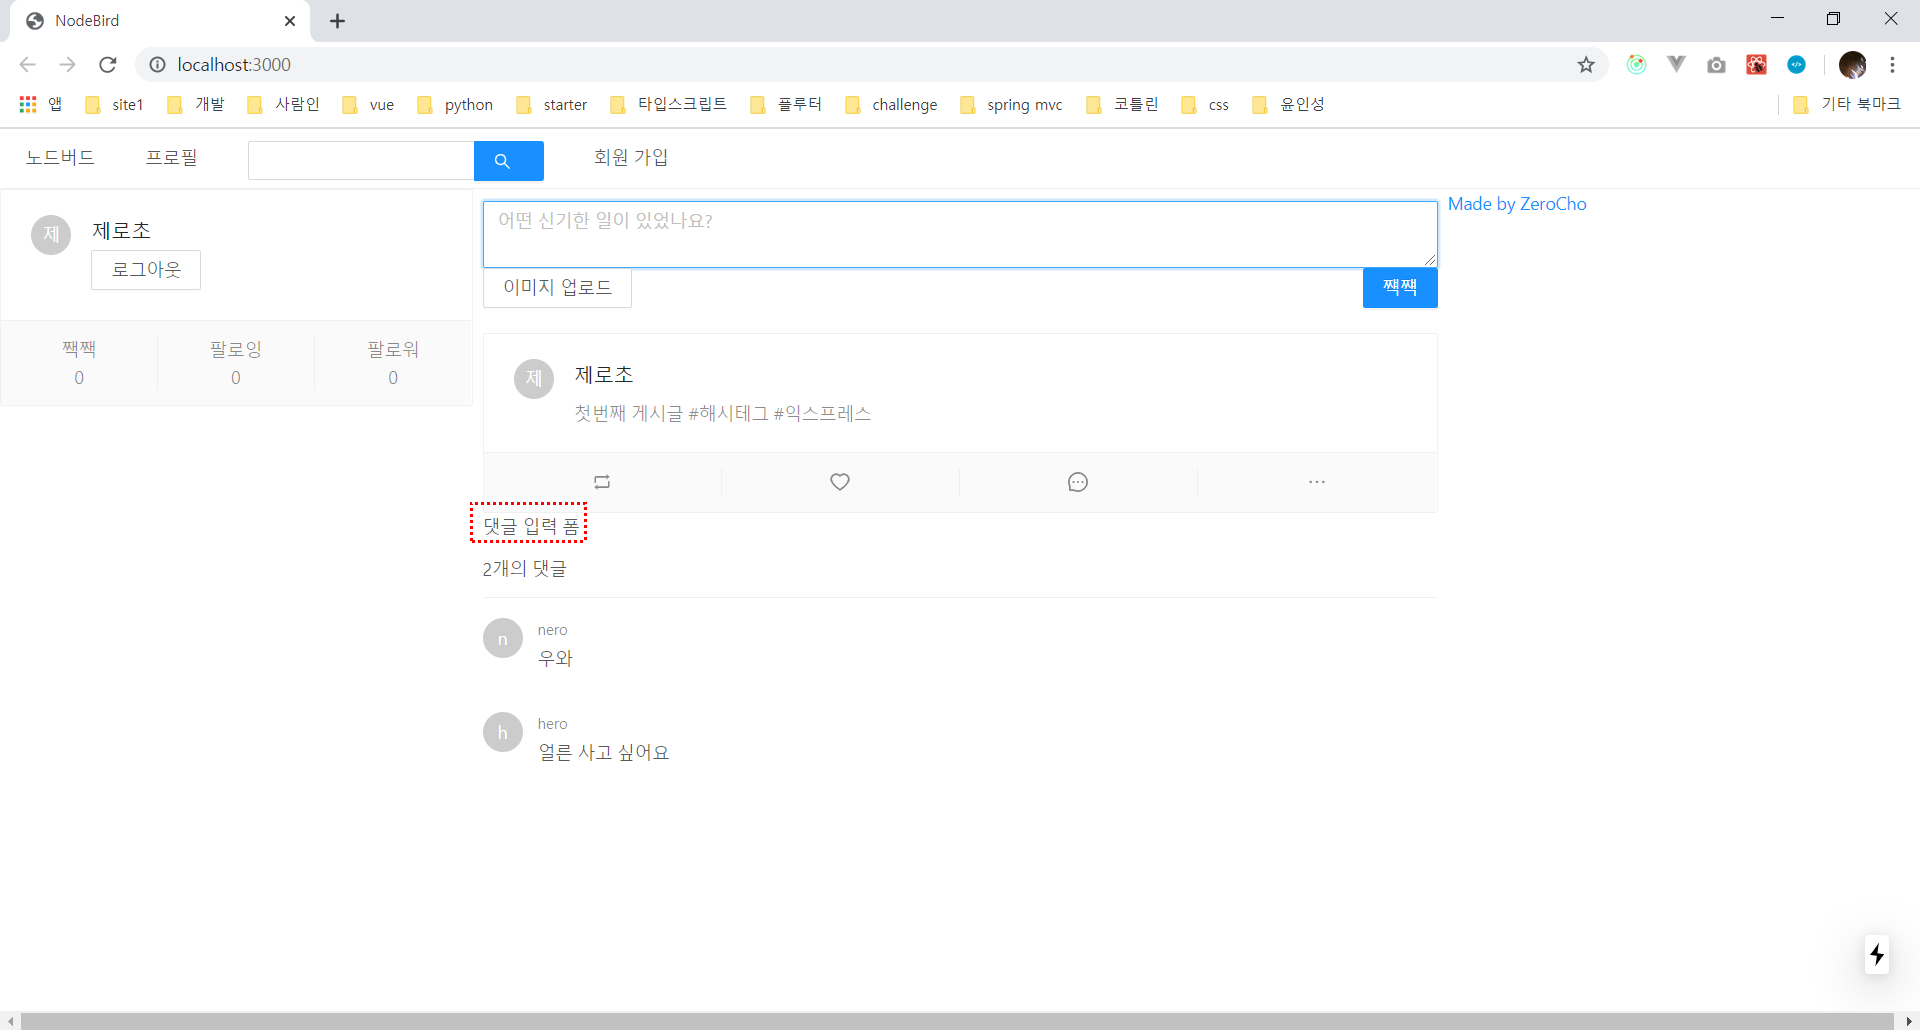 NodeBird
localhost:3000
앱 site1 개발 사람인 vue python starter 타입스크립트 플루터 challenge spring mvc 코틀린 css 윤인성 기타 북마크
노드버드 프로필 회원 가입
제 제로초
로그아웃
짹짹 팔로잉 팔로워
0 0 0
어떤 신기한 일이 있었나요?
이미지 업로드 짹짹
Made by ZeroCho
제 제로초
첫번째 게시글 #해시테그 #익스프레스
댓글 입력 폼
2개의 댓글
n nero
우와
h hero
얼른 사고 싶어요